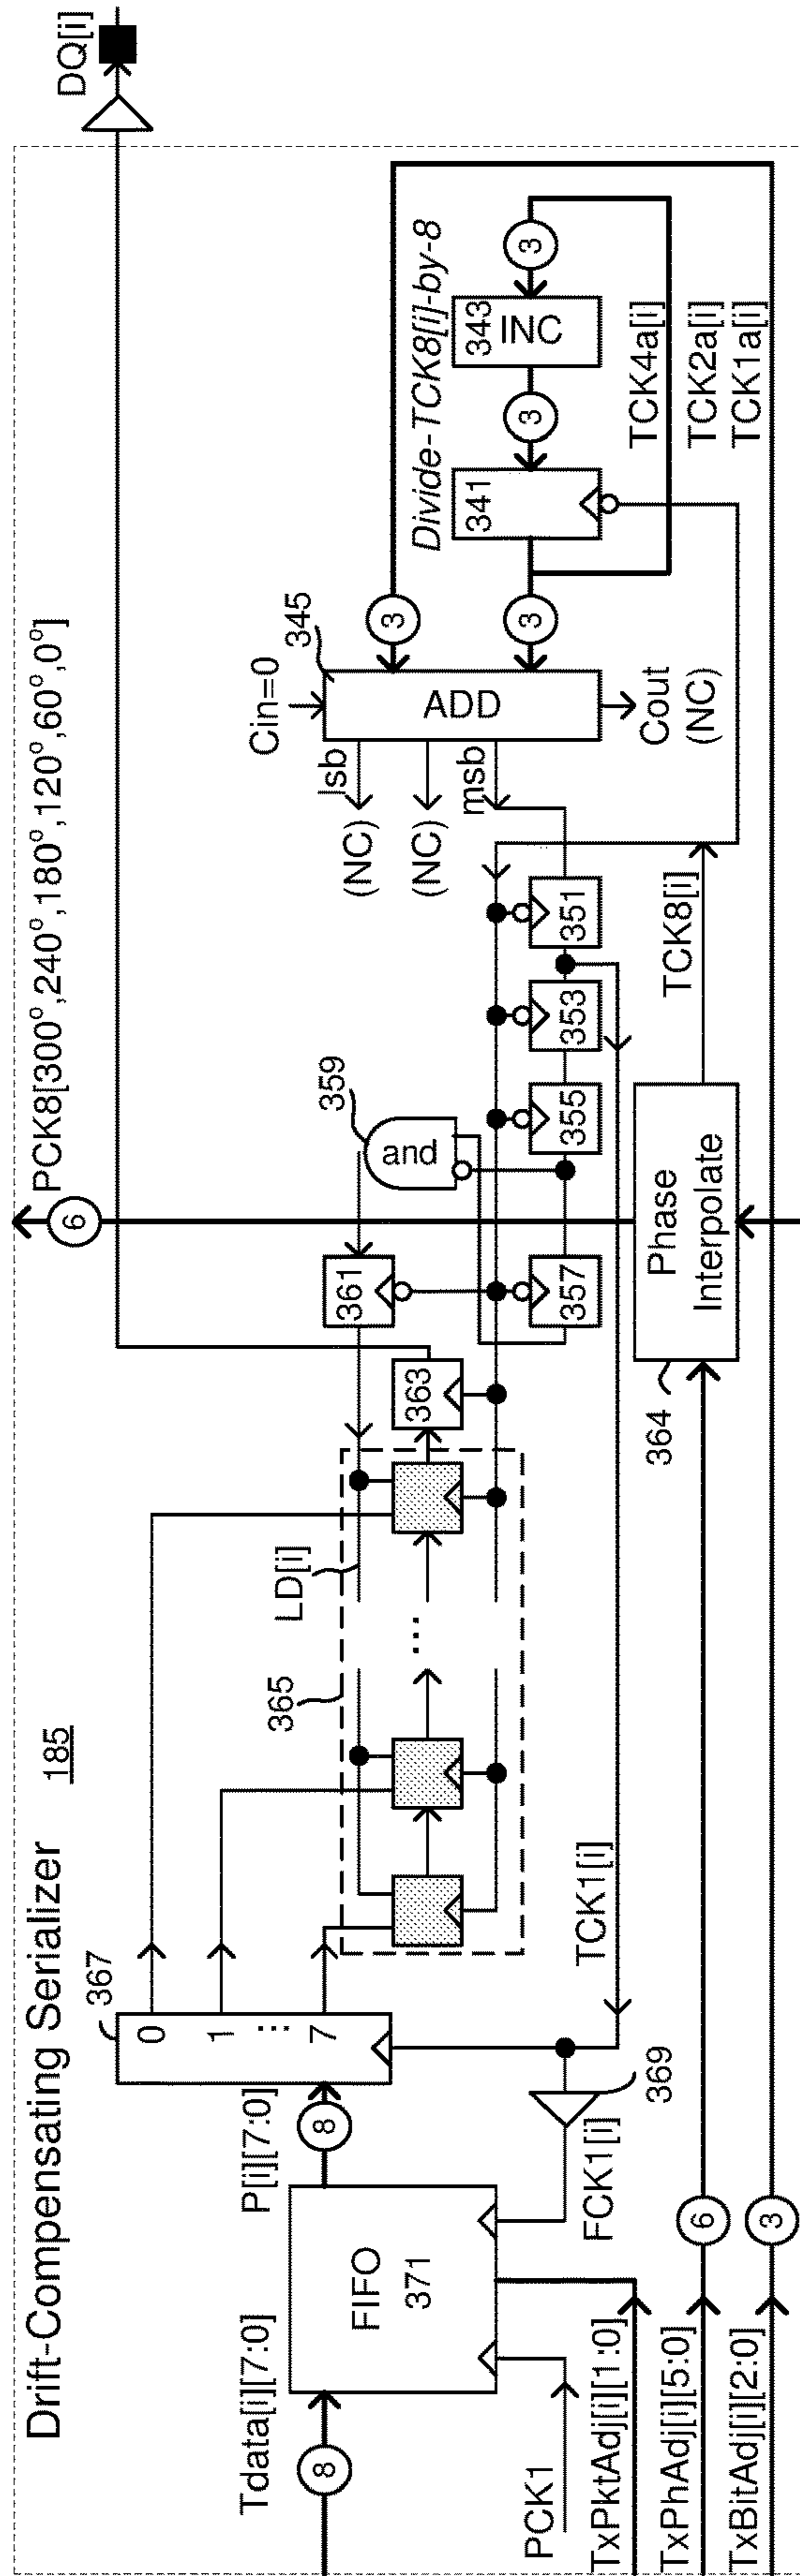 Drift-Compensating Serializer 185
PCK8[300°,240°,180°,120°,60°,0°]
6
DQ[i]
Tdata[i][7:0]
8
FIFO
371
P[i][7:0]
8
367
0
1
...
7
365
LD[i]
...
363
361
359
and
357
355
353
351
Cin=0
345
ADD
lsb
(NC)
(NC)
msb
Cout
(NC)
3
3
Divide-TCK8[i]-by-8
341
3
343
INC
3
TCK4a[i]
TCK2a[i]
TCK1a[i]
PCK1
FCK1[i]
369
TCK1[i]
364
Phase
Interpolate
TCK8[i]
TxPktAdj[i][1:0]
TxPhAdj[i][5:0]
6
TxBitAdj[i][2:0]
3